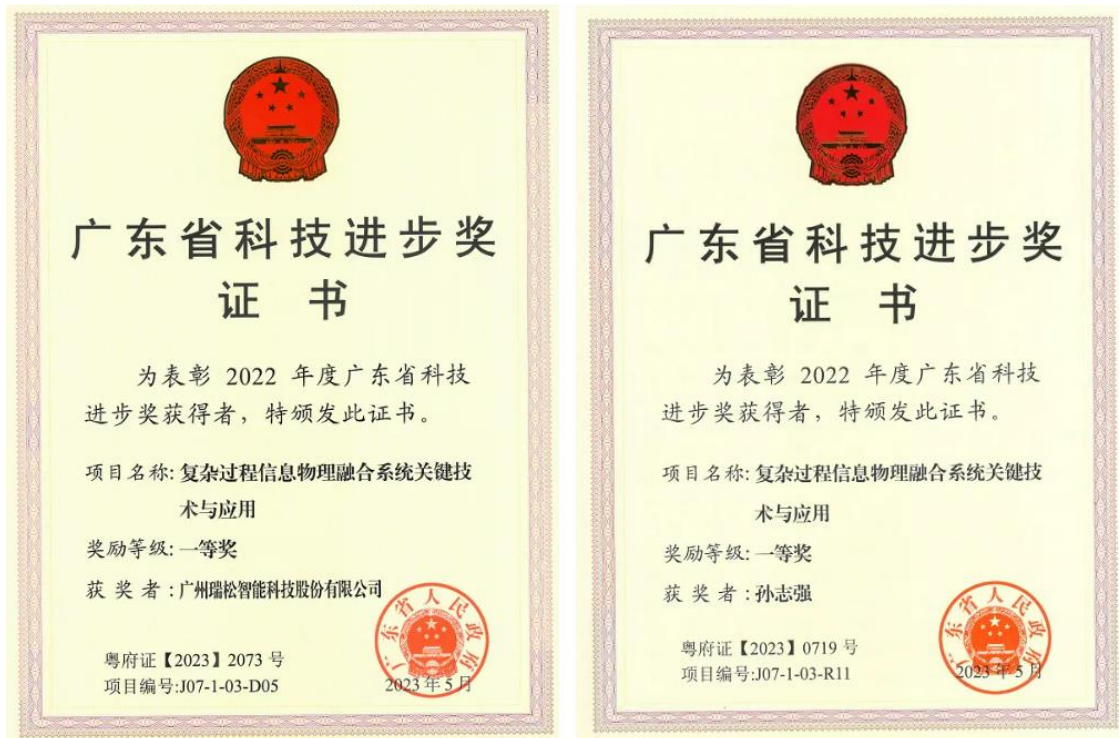 广东省科技进步奖
证 书
为表彰 2022 年度广东省科技
进步奖获得者，特颁发此证书。
项目名称: 复杂过程信息物理融合系统关键技
术与应用
奖励等级: 一等奖
获 奖 者 : 广州瑞松智能科技股份有限公司
粤府证【2023】2073 号
项目编号:J07-1-03-D05
2023 年 5 月
广东省人民政府
广东省科技进步奖
证 书
为表彰 2022 年度广东省科技
进步奖获得者，特颁发此证书。
项目名称: 复杂过程信息物理融合系统关键技
术与应用
奖励等级: 一等奖
获 奖 者 : 孙志强
粤府证【2023】0719 号
项目编号:J07-1-03-R11
2023 年 5 月
广东省人民政府